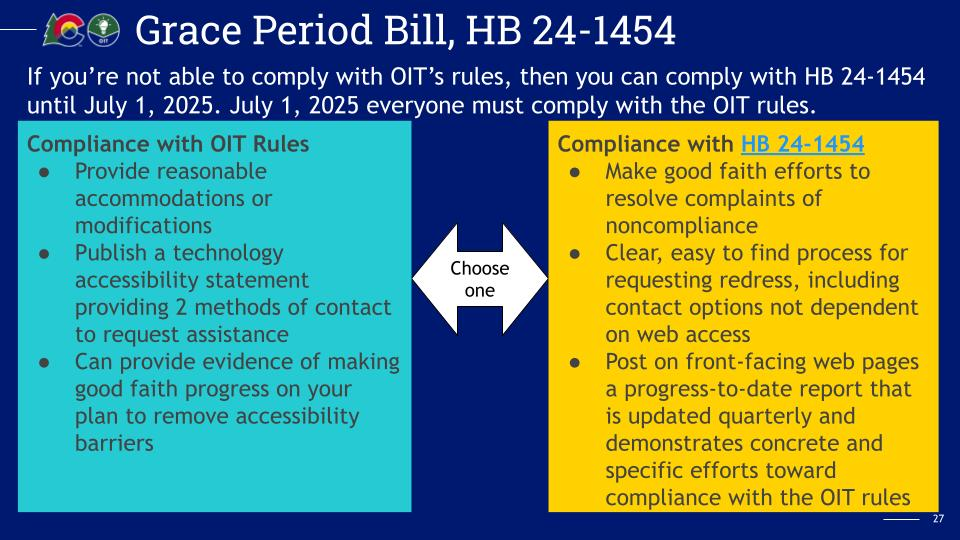 Grace Period Bill, HB 24-1454
OIT
If you’re not able to comply with OIT’s rules, then you can comply with HB 24-1454
until July 1, 2025. July 1, 2025 everyone must comply with the OIT rules.
Compliance with OIT Rules
● Provide reasonable
accommodations or
modifications
● Publish a technology
accessibility statement
providing 2 methods of contact
to request assistance
● Can provide evidence of making
good faith progress on your
plan to remove accessibility
barriers
Choose
one
Compliance with HB 24-1454
● Make good faith efforts to
resolve complaints of
noncompliance
● Clear, easy to find process for
requesting redress, including
contact options not dependent
on web access
● Post on front-facing web pages
a progress-to-date report that
is updated quarterly and
demonstrates concrete and
specific efforts toward
compliance with the OIT rules
27